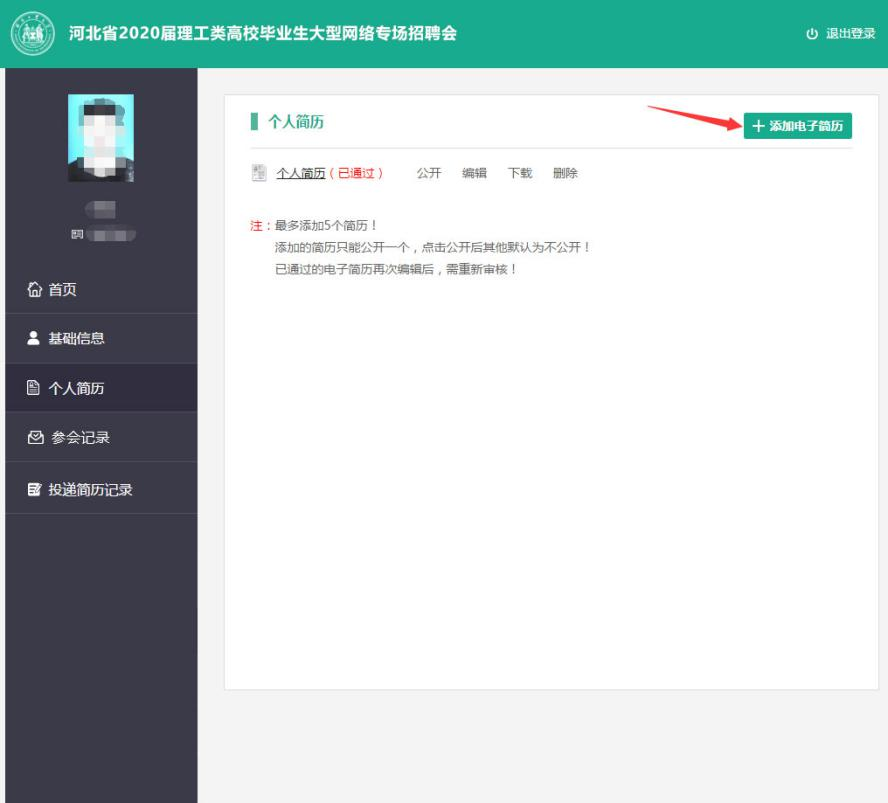 河北省2020届理工类高校毕业生大型网络专场招聘会
退出登录
首页
基础信息
个人简历
参会记录
投递简历记录
个人简历
添加电子简历
个人简历（已通过） 公开 编辑 下载 删除
注：最多添加5个简历！
添加的简历只能公开一个，点击公开后其他默认为不公开！
已通过的电子简历再次编辑后，需重新审核！